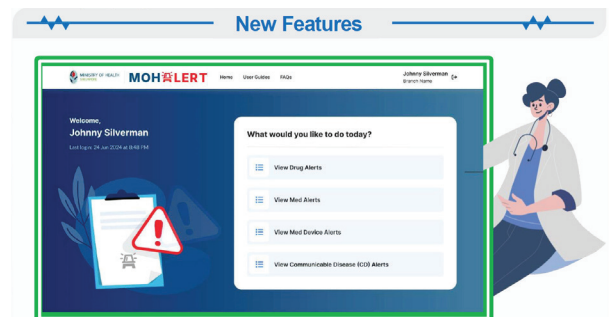 New Features
MINISTRY OF HEALTH
SINGAPORE
MOH ALERT
Home
User Guides
FAQs
Johnny Silverman
Branch Name
Welcome,
Johnny Silverman
Last login: 24 Jun 2024 at 9:48 PM
What would you like to do today?
View Drug Alerts
View Med Alerts
View Med Device Alerts
View Communicable Disease (CD) Alerts